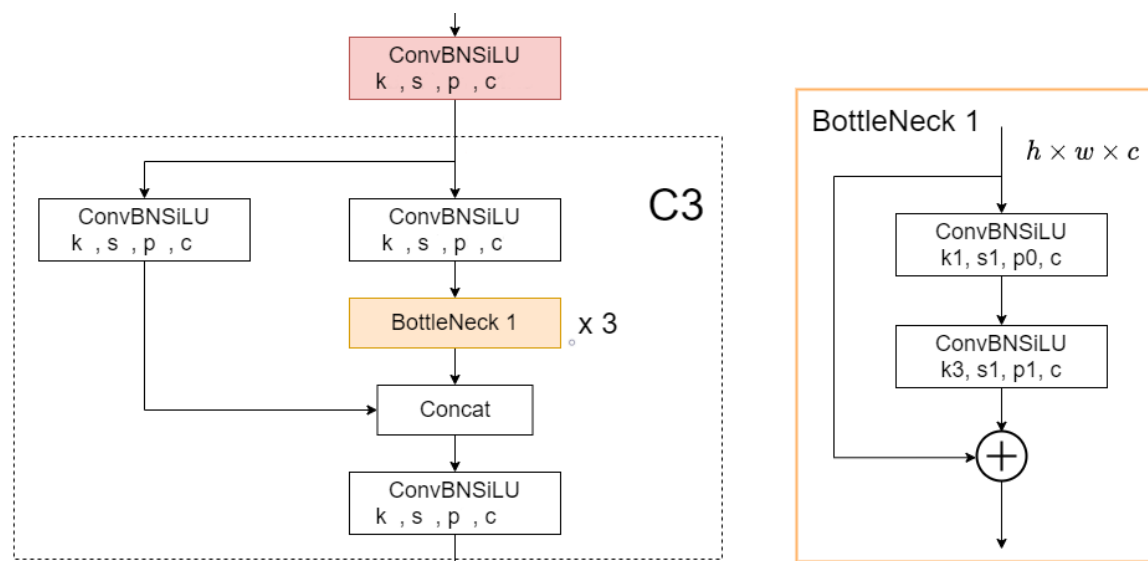 ConvBNSiLU
k , s , p , c
ConvBNSiLU
k , s , p , c
ConvBNSiLU
k , s , p , c
C3
BottleNeck 1
x 3
Concat
ConvBNSiLU
k , s , p , c
BottleNeck 1
h × w × c
ConvBNSiLU
k1, s1, p0, c
ConvBNSiLU
k3, s1, p1, c